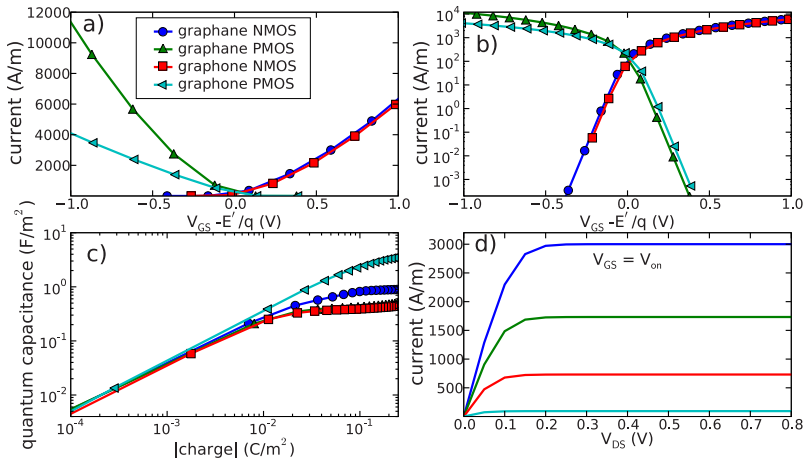 a)
12000
10000
8000
6000
4000
2000
0
−1.0 −0.5 0.0 0.5 1.0
current (A/m)
V_GS -E′/q (V)
graphane NMOS
graphane PMOS
graphone NMOS
graphone PMOS
b)
10^4
10^3
10^2
10^1
10^0
10^-1
10^-2
10^-3
−1.0 −0.5 0.0 0.5 1.0
current (A/m)
V_GS -E′/q (V)
c)
10^1
10^0
10^-1
10^-2
10^-4 10^-3 10^-2 10^-1
quantum capacitance (F/m²)
|charge| (C/m²)
d)
V_GS = V_on
3000
2500
2000
1500
1000
500
0.0 0.1 0.2 0.3 0.4 0.5 0.6 0.7 0.8
current (A/m)
V_DS (V)